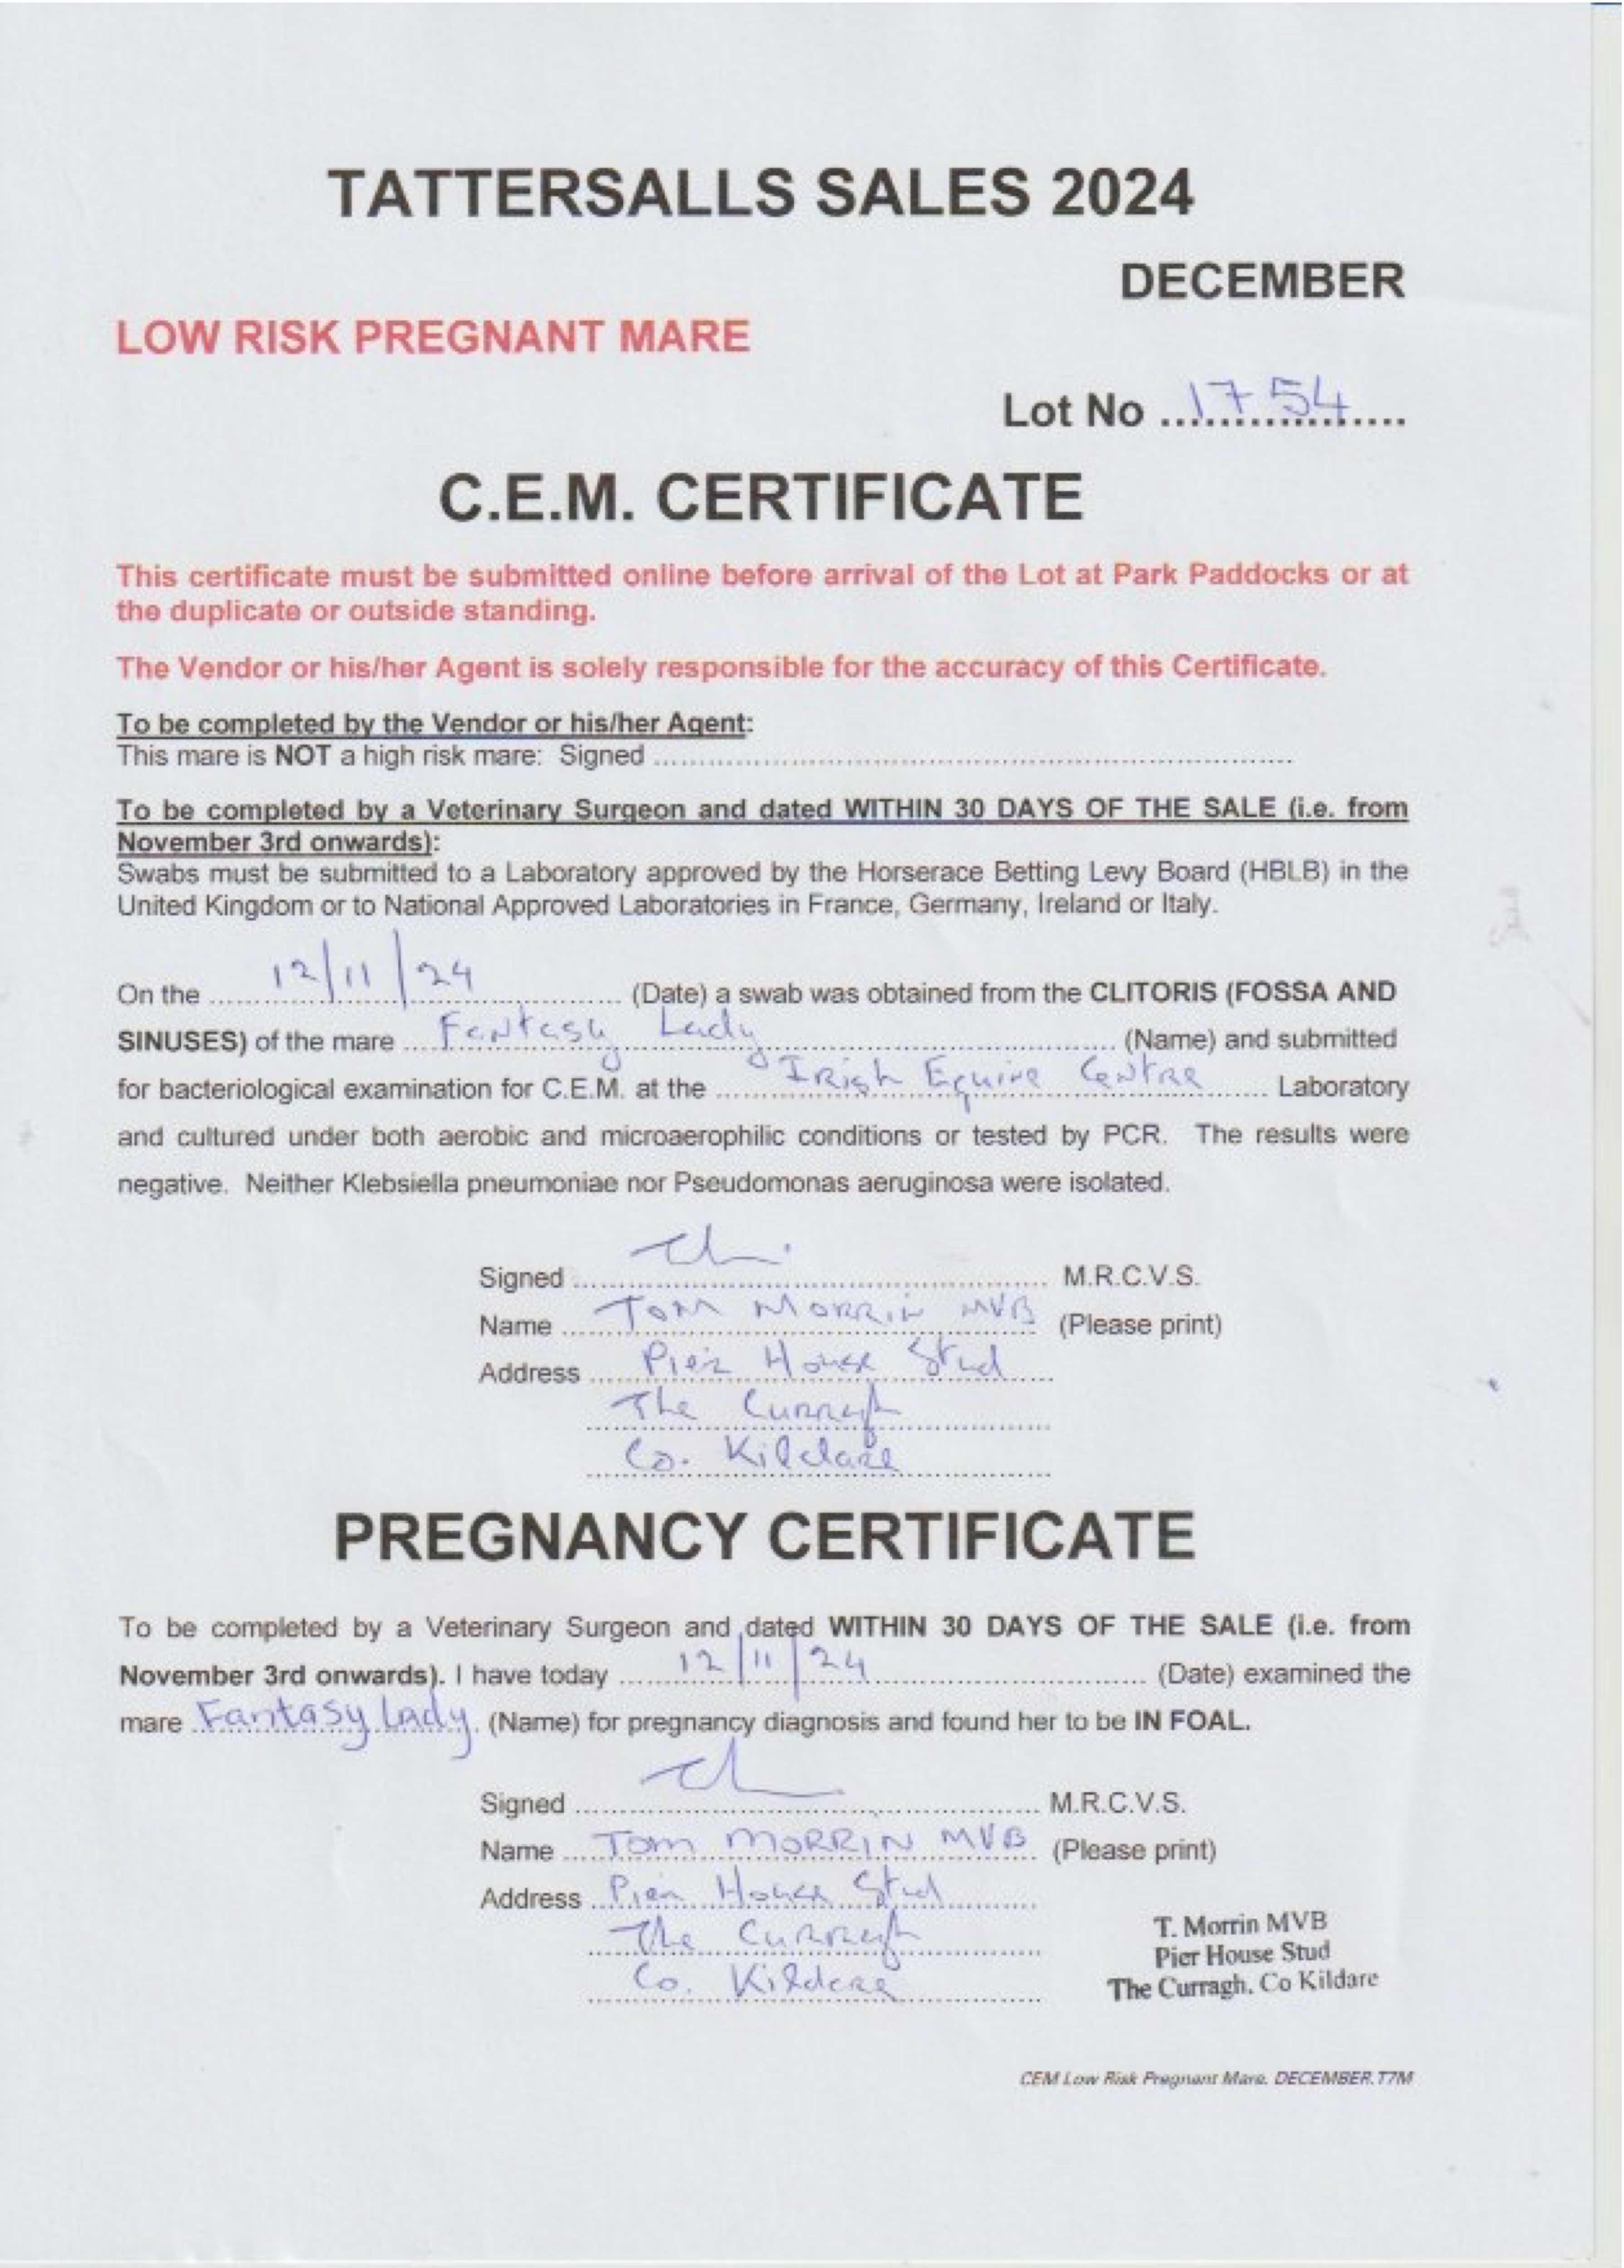 TATTERSALLS SALES 2024
DECEMBER
LOW RISK PREGNANT MARE
Lot No 1754
C.E.M. CERTIFICATE
This certificate must be submitted online before arrival of the Lot at Park Paddocks or at
the duplicate or outside standing.
The Vendor or his/her Agent is solely responsible for the accuracy of this Certificate.
To be completed by the Vendor or his/her Agent:
This mare is NOT a high risk mare: Signed
To be completed by a Veterinary Surgeon and dated WITHIN 30 DAYS OF THE SALE (i.e. from
November 3rd onwards):
Swabs must be submitted to a Laboratory approved by the Horserace Betting Levy Board (HBLB) in the
United Kingdom or to National Approved Laboratories in France, Germany, Ireland or Italy.
On the 12/11/24 (Date) a swab was obtained from the CLITORIS (FOSSA AND
SINUSES) of the mare Fantasy Lady (Name) and submitted
for bacteriological examination for C.E.M. at the Irish Equine Centre Laboratory
and cultured under both aerobic and microaerophilic conditions or tested by PCR. The results were
negative. Neither Klebsiella pneumoniae nor Pseudomonas aeruginosa were isolated.
Signed M.R.C.V.S.
Name Tom Morrin MVB (Please print)
Address Pier House Stud
The Curragh
Co. Kildare
PREGNANCY CERTIFICATE
To be completed by a Veterinary Surgeon and dated WITHIN 30 DAYS OF THE SALE (i.e. from
November 3rd onwards). I have today 12/11/24 (Date) examined the
mare Fantasy Lady (Name) for pregnancy diagnosis and found her to be IN FOAL.
Signed M.R.C.V.S.
Name Tom MORRIN MVB (Please print)
Address Pier House Stud
The Curragh
Co. Kildare
T. Morrin MVB
Pier House Stud
The Curragh. Co Kildare
CEM Low Risk Pregnant Mare. DECEMBER.T7M